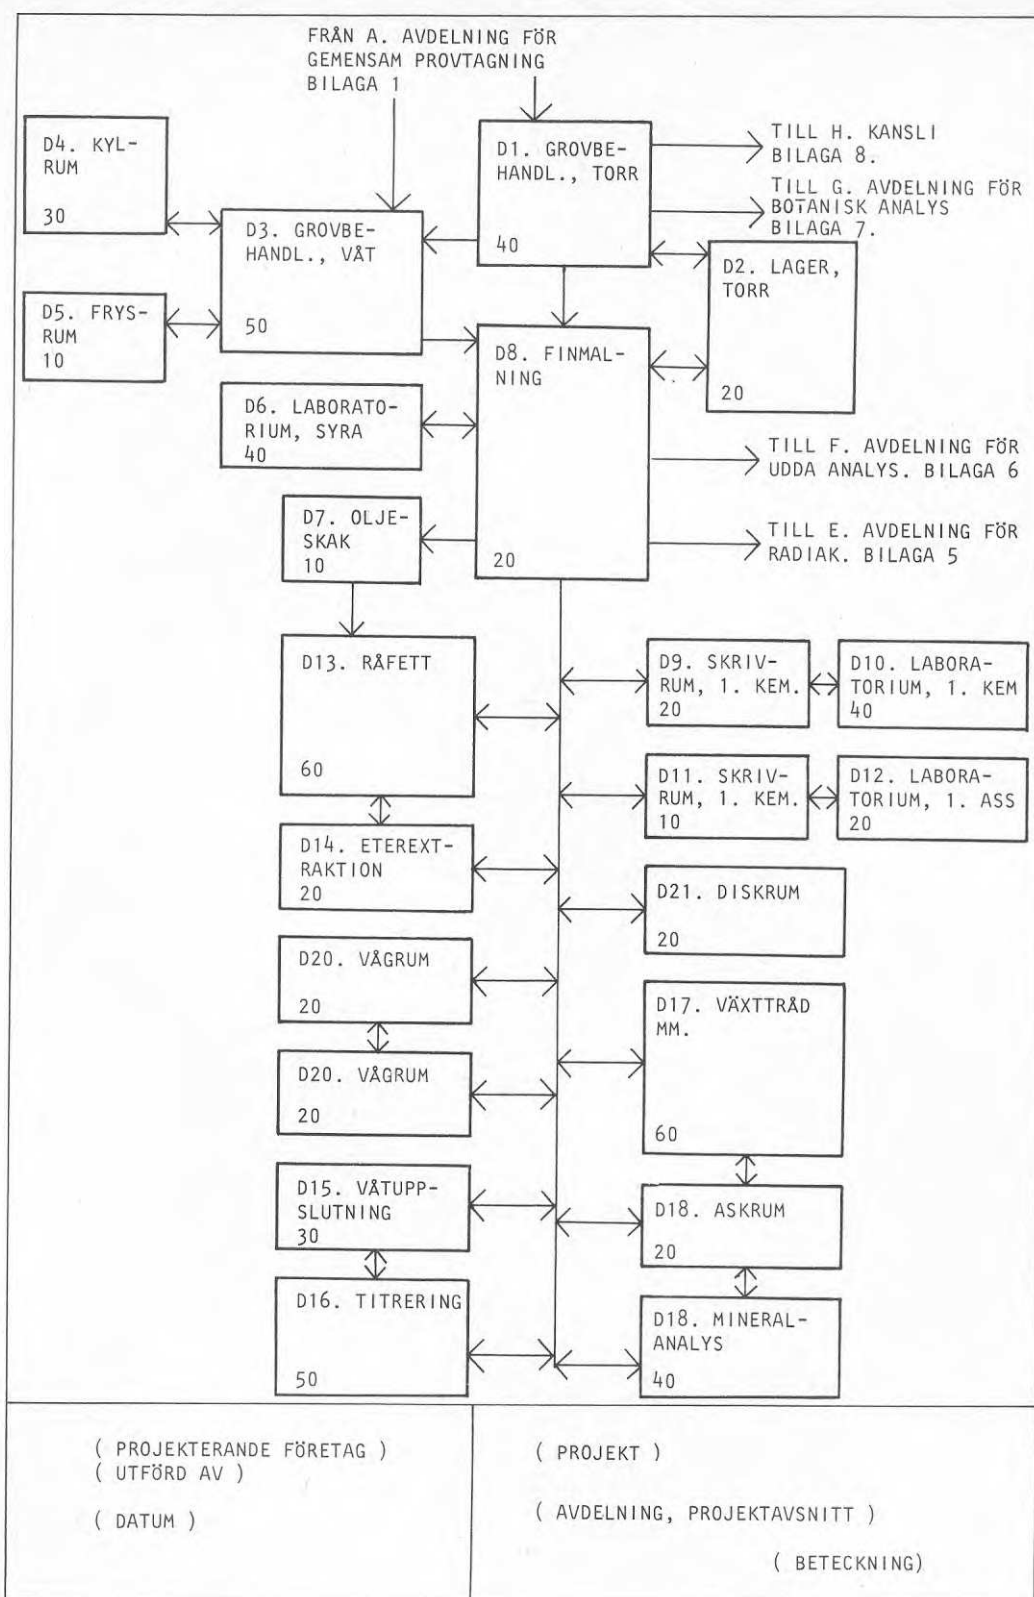 FRÅN A. AVDELNING FÖR
GEMENSAM PROVTAGNING
BILAGA 1
D4. KYL-
RUM
30
D1. GROVBE-
HANDL., TORR
40
TILL H. KANSLI
BILAGA 8.
TILL G. AVDELNING FÖR
BOTANISK ANALYS
BILAGA 7.
D3. GROVBE-
HANDL., VÅT
50
D2. LAGER,
TORR
20
D5. FRYS-
RUM
10
D8. FINMAL-
NING
20
D6. LABORATO-
RIUM, SYRA
40
TILL F. AVDELNING FÖR
UDDA ANALYS. BILAGA 6
D7. OLJE-
SKAK
10
TILL E. AVDELNING FÖR
RADIAK. BILAGA 5
D13. RÅFETT
60
D9. SKRIV-
RUM, 1. KEM.
20
D10. LABORA-
TORIUM, 1. KEM
40
D11. SKRIV-
RUM, 1. KEM.
10
D12. LABORA-
TORIUM, 1. ASS
20
D14. ETEREXT-
RAKTION
20
D21. DISKRUM
20
D20. VÅGRUM
20
D17. VÄXTTRÅD
MM.
60
D20. VÅGRUM
20
D15. VÅTUPP-
SLUTNING
30
D18. ASKRUM
20
D16. TITRERING
50
D18. MINERAL-
ANALYS
40
( PROJEKTERANDE FÖRETAG )
( UTFÖRD AV )
( DATUM )
( PROJEKT )
( AVDELNING, PROJEKTAVSNITT )
( BETECKNING)